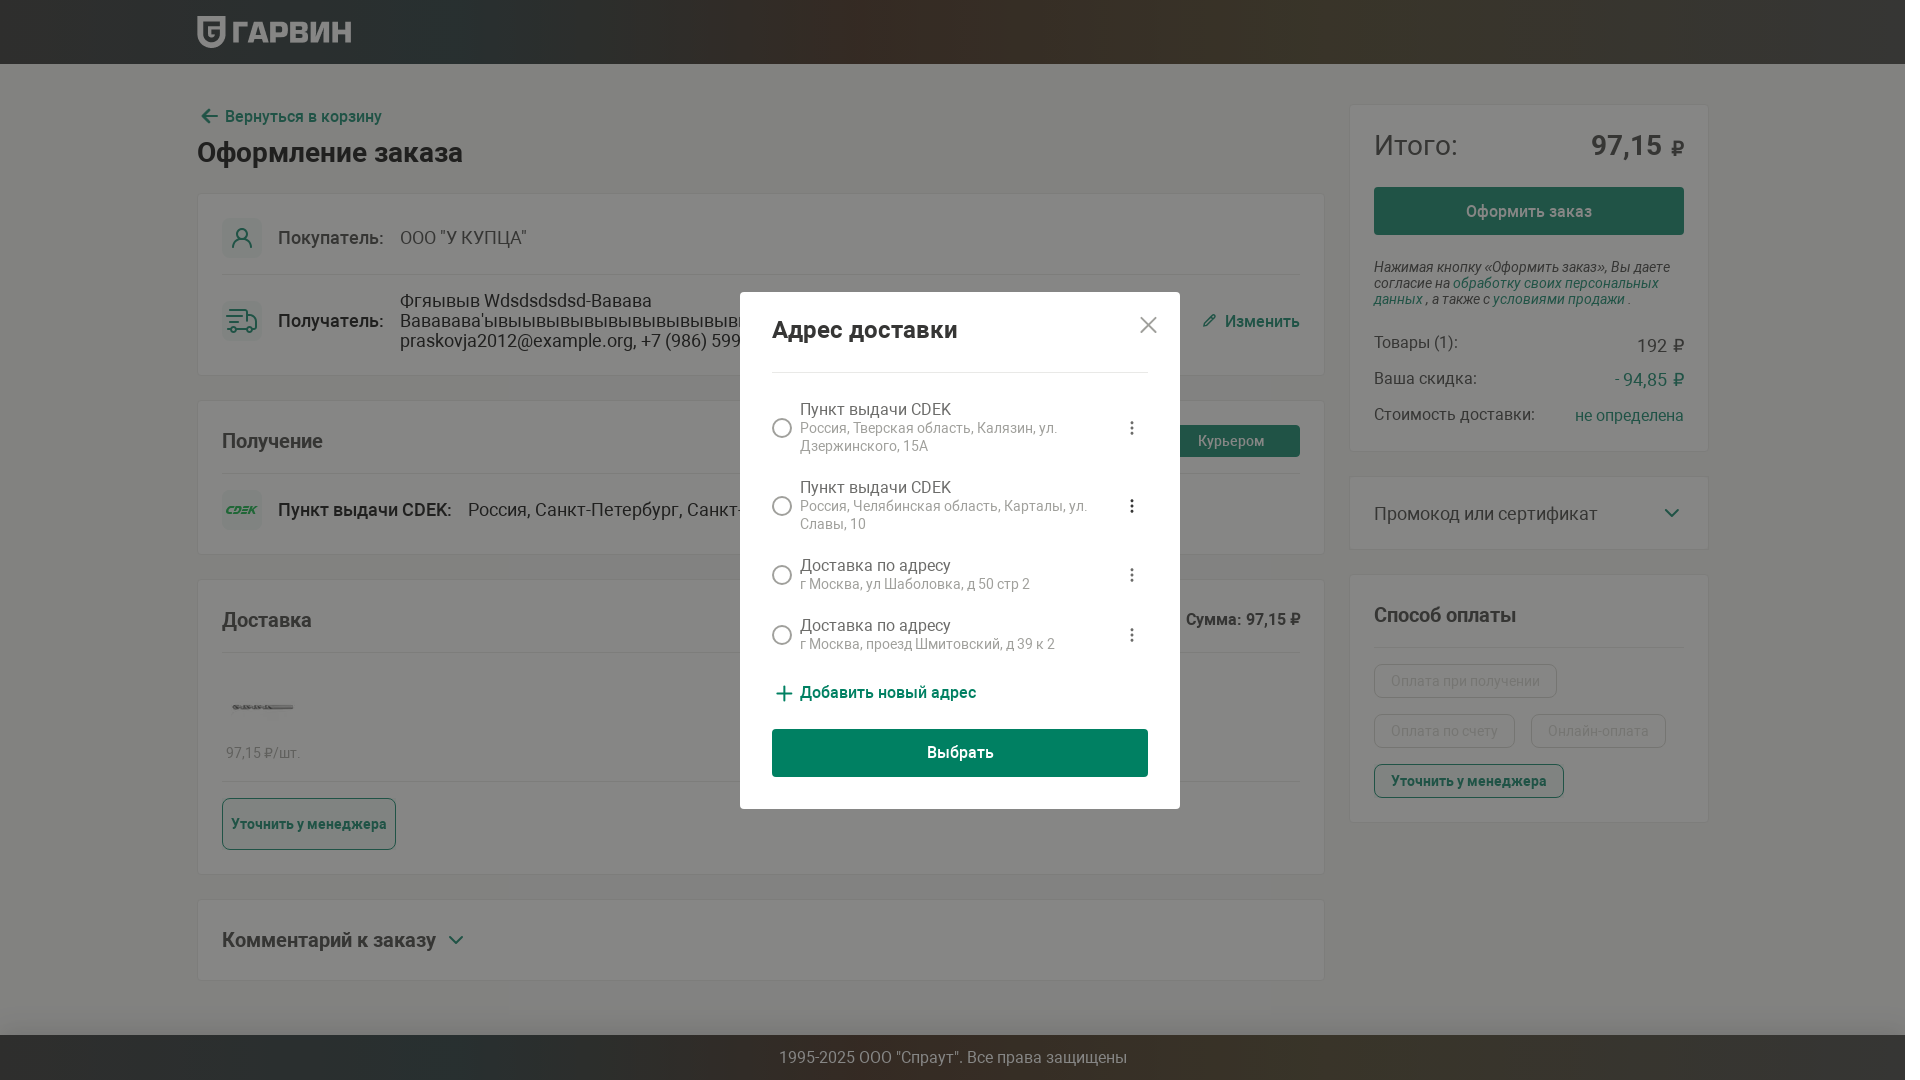 ГАРВИН
Вернуться в корзину
Оформление заказа
Покупатель: ООО "У КУПЦА"
Получатель:
Фгяывыв Wdsdsdsdsd-Вавава
praskovja2012@example.org, +7 (986) 599
Изменить
Получение
Курьером
CDEK
Пункт выдачи CDEK: Россия, Санкт-Петербург, Санкт-
Доставка
Сумма: 97,15 ₽
97,15 ₽/шт.
Уточнить у менеджера
Комментарий к заказу
Адрес доставки
Пункт выдачи CDEK
Россия, Тверская область, Калязин, ул.
Дзержинского, 15А
Пункт выдачи CDEK
Россия, Челябинская область, Карталы, ул.
Славы, 10
Доставка по адресу
г Москва, ул Шаболовка, д 50 стр 2
Доставка по адресу
г Москва, проезд Шмитовский, д 39 к 2
Добавить новый адрес
Выбрать
Итого: 97,15 ₽
Оформить заказ
Нажимая кнопку «Оформить заказ», Вы даете
согласие на обработку своих персональных
данных , а также с условиями продажи .
Товары (1): 192 ₽
Ваша скидка: - 94,85 ₽
Стоимость доставки: не определена
Промокод или сертификат
Способ оплаты
Оплата при получении
Оплата по счету
Онлайн-оплата
Уточнить у менеджера
1995-2025 ООО "Спраут". Все права защищены